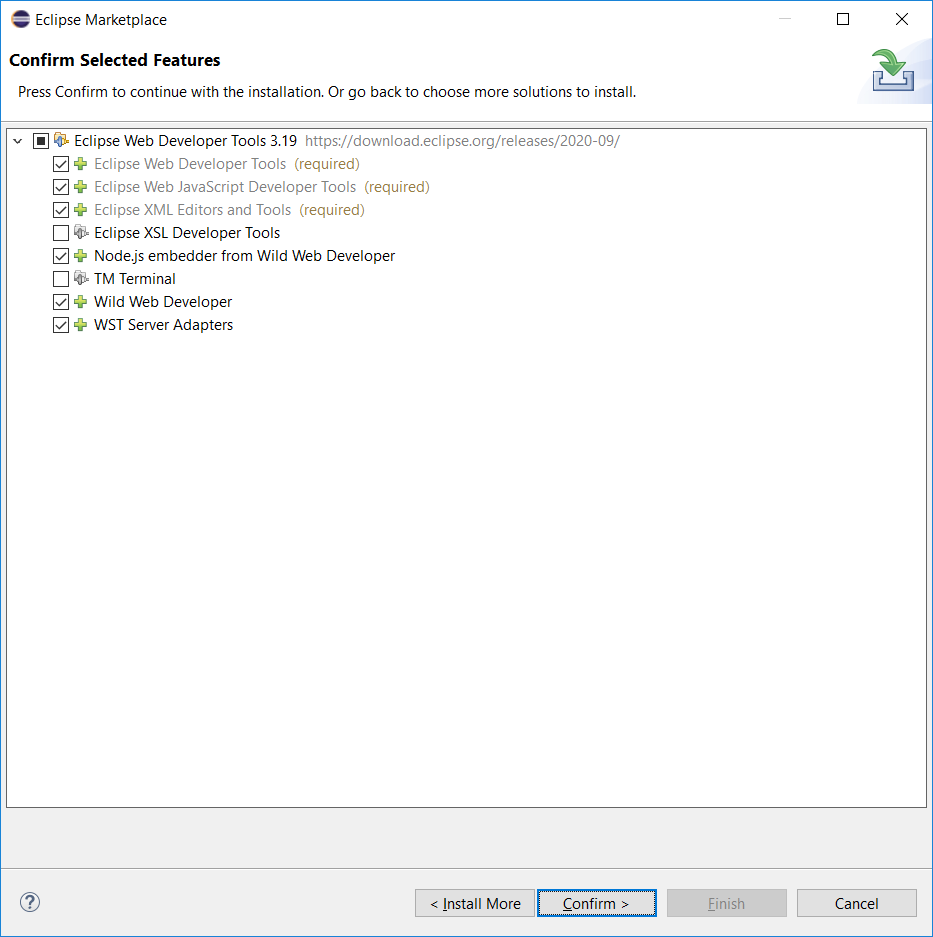 Eclipse Marketplace
Confirm Selected Features
Press Confirm to continue with the installation. Or go back to choose more solutions to install.
Eclipse Web Developer Tools 3.19 https://download.eclipse.org/releases/2020-09/
Eclipse Web Developer Tools (required)
Eclipse Web JavaScript Developer Tools (required)
Eclipse XML Editors and Tools (required)
Eclipse XSL Developer Tools
Node.js embedder from Wild Web Developer
TM Terminal
Wild Web Developer
WST Server Adapters
? < Install More Confirm > Finish Cancel